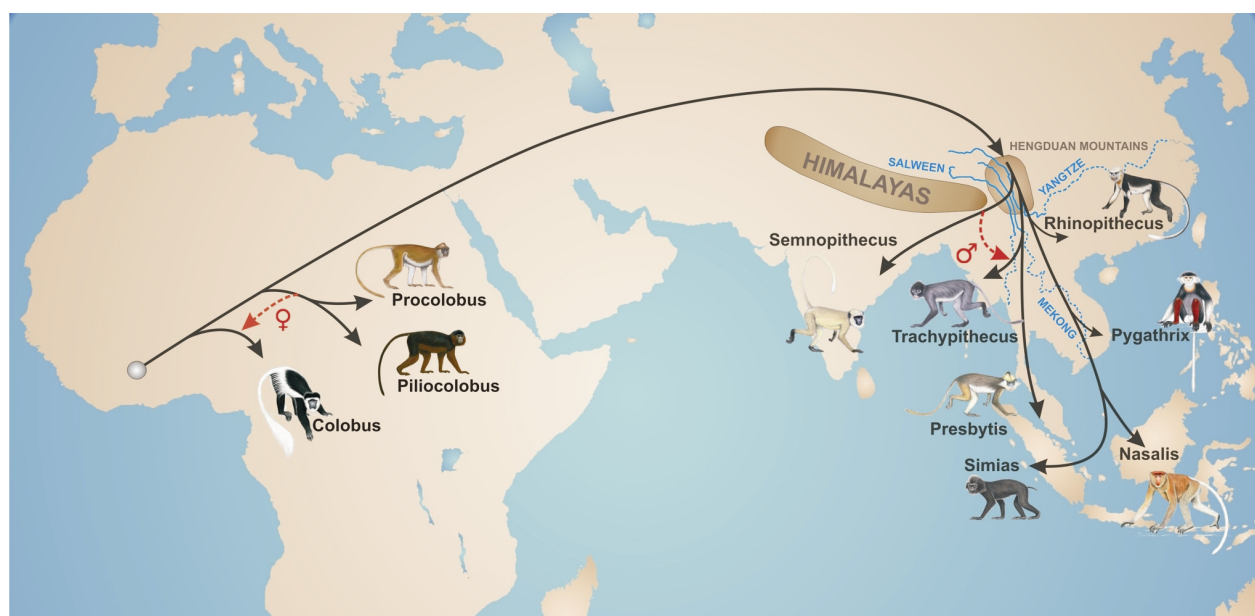 HENGDUAN MOUNTAINS
SALWEEN
HIMALAYAS
YANGTZE
Rhinopithecus
Semnopithecus
♂
Procolobus
♀
MEKONG
Trachypithecus
Pygathrix
Piliocolobus
Colobus
Presbytis
Nasalis
Simias